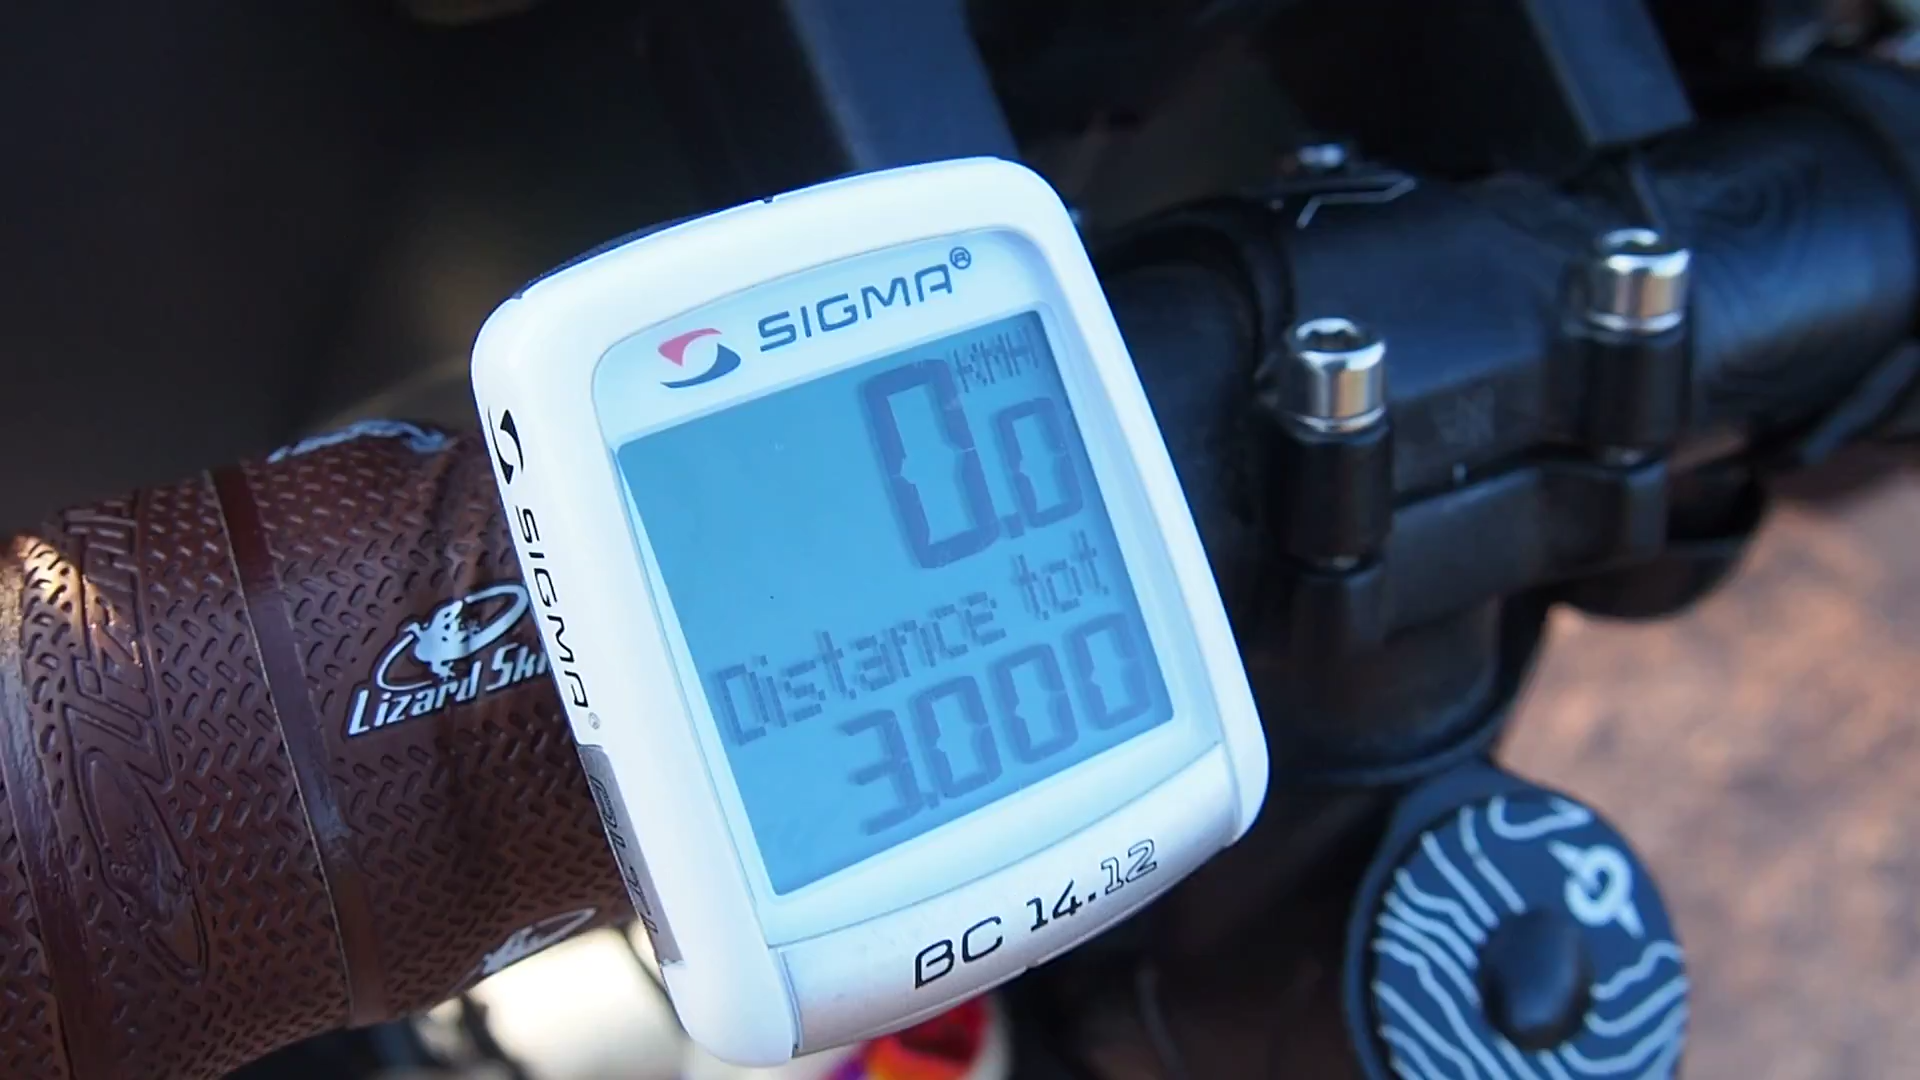 SIGMA®
KMH
0.0
Distance tot
3.000
BC 14.12
SIGMA
Lizard Ski